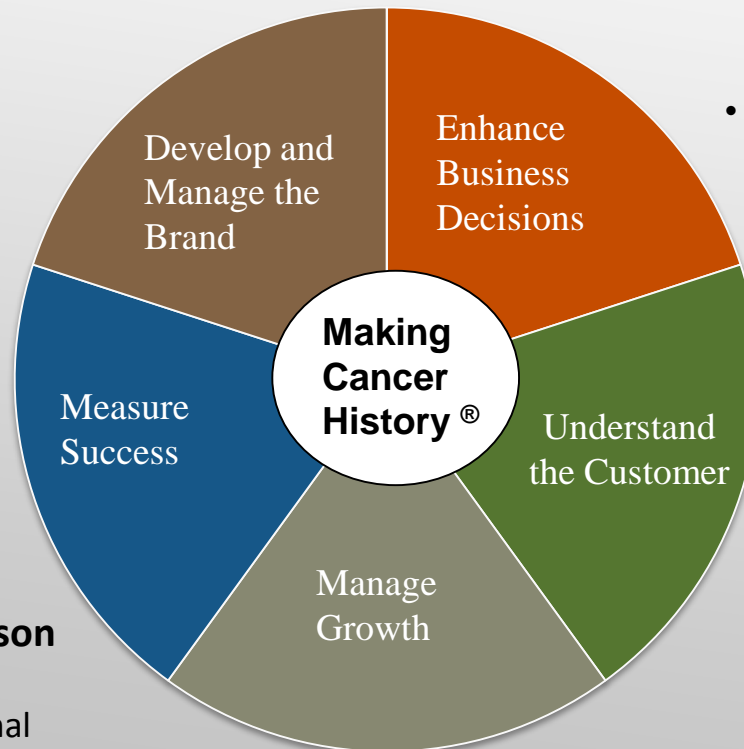 Develop and
Manage the
Brand
Enhance
Business
Decisions
•
Making
Cancer
History ®
Measure
Success
Understand
the Customer
Manage
Growth